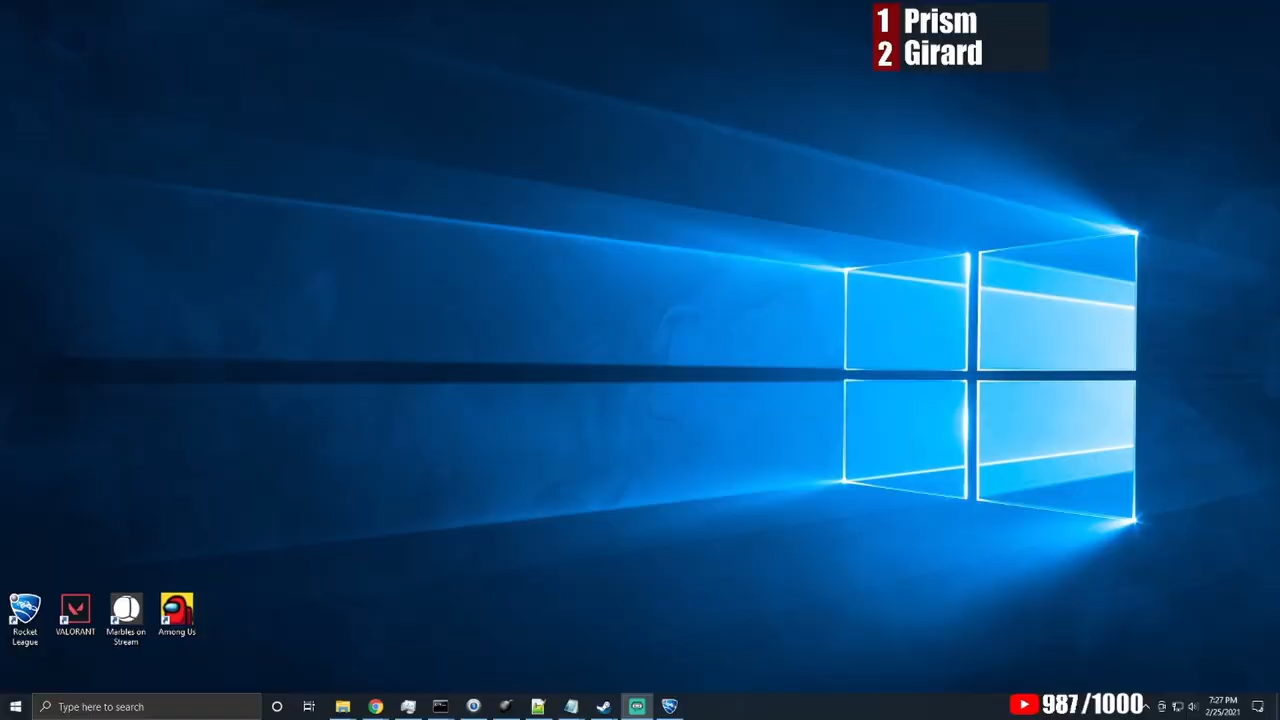 1 Prism
2 Girard
Rocket
League
VALORANT
Marbles on
Stream
Among Us
Type here to search
987/1000
7:27 PM
2/25/2021